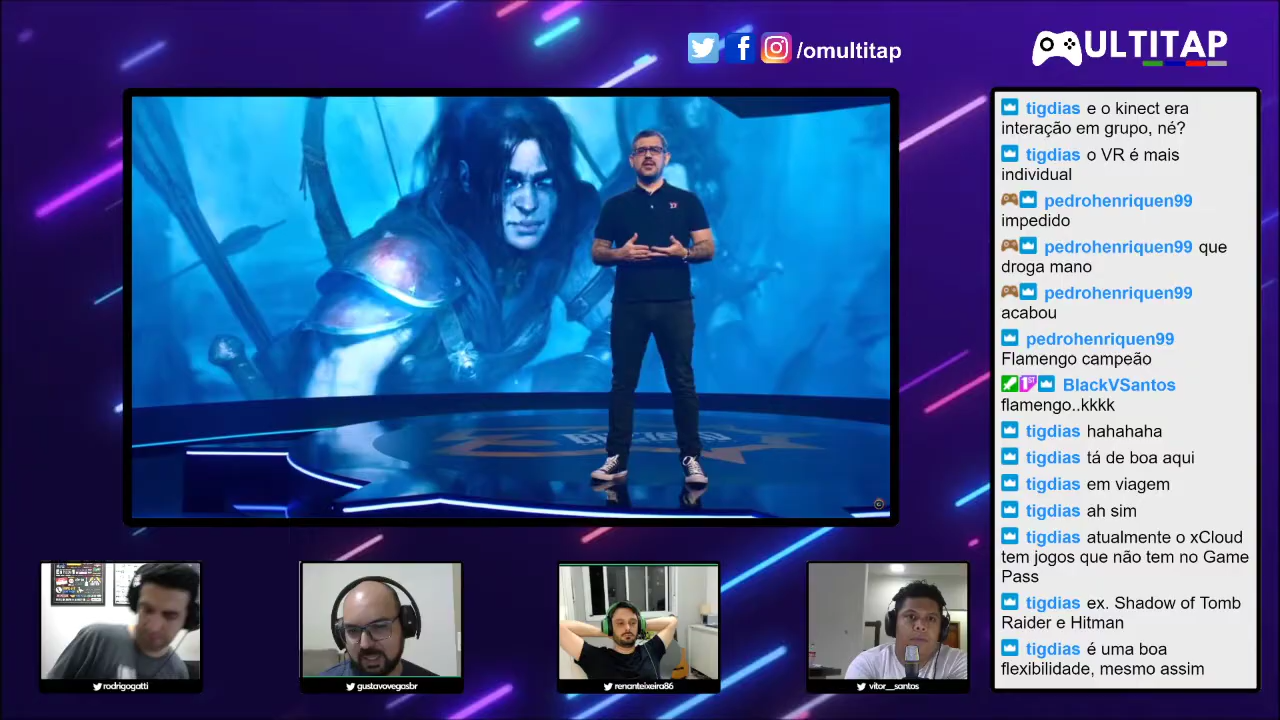 /omultitap
ULTITAP
tigdias e o kinect era
interação em grupo, né?
tigdias o VR é mais
individual
pedrohenriquen99
impedido
pedrohenriquen99 que
droga mano
pedrohenriquen99
acabou
pedrohenriquen99
Flamengo campeão
1ST BlackVSantos
flamengo..kkkk
tigdias hahahaha
tigdias tá de boa aqui
tigdias em viagem
tigdias ah sim
tigdias atualmente o xCloud
tem jogos que não tem no Game
Pass
tigdias ex. Shadow of Tomb
Raider e Hitman
tigdias é uma boa
flexibilidade, mesmo assim
rodrigogatti
gustavovegasbr
renanteixeira86
vitor__santos